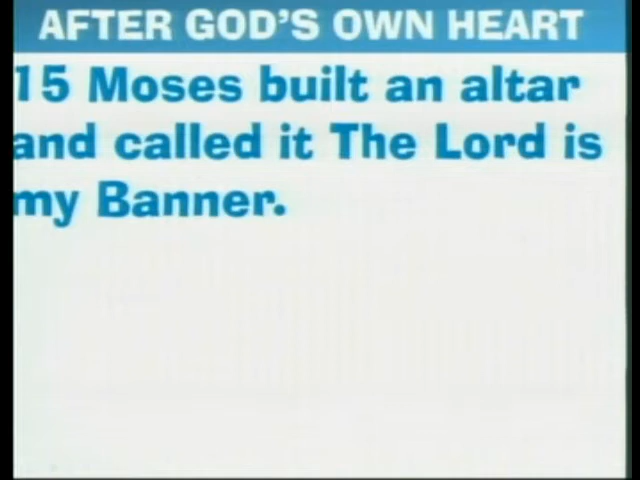 AFTER GOD'S OWN HEART
15 Moses built an altar
and called it The Lord is
my Banner.